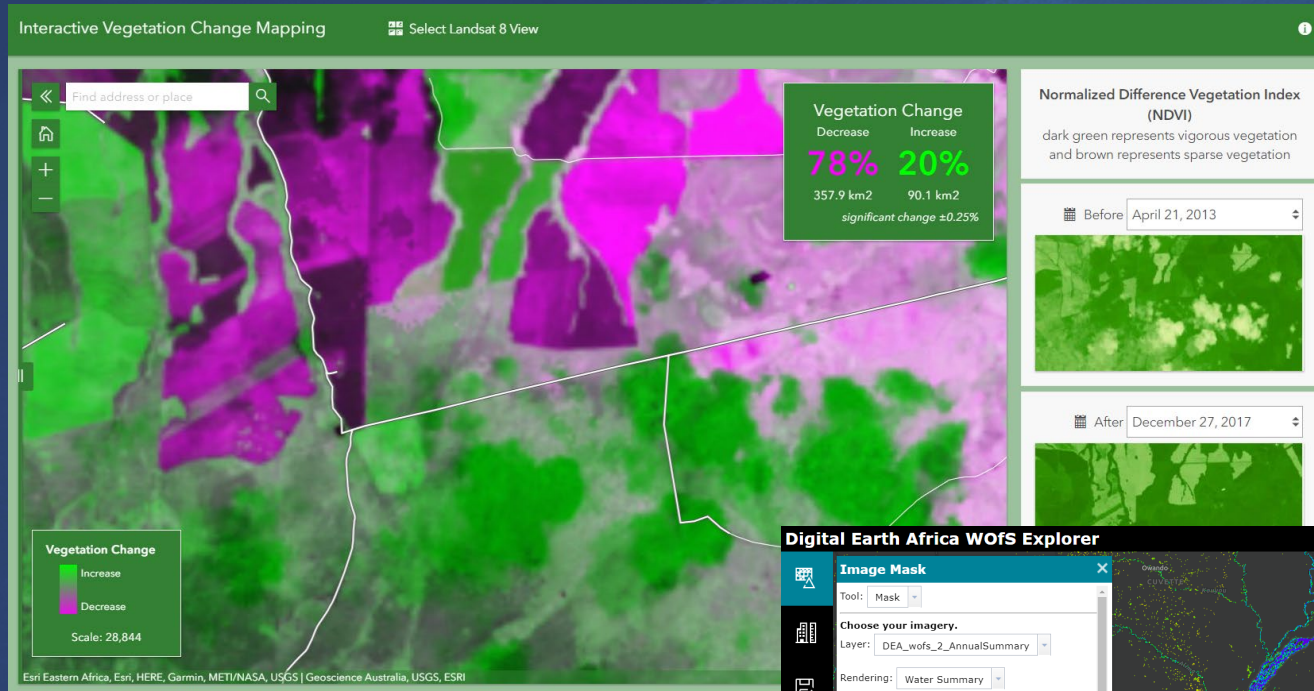 Interactive Vegetation Change Mapping
Select Landsat 8 View
Find address or place
Vegetation Change
Decrease Increase
78% 20%
357.9 km2 90.1 km2
significant change ±0.25%
Normalized Difference Vegetation Index
(NDVI)
dark green represents vigorous vegetation
and brown represents sparse vegetation
Before April 21, 2013
After December 27, 2017
Vegetation Change
Increase
Decrease
Scale: 28,844
Esri Eastern Africa, Esri, HERE, Garmin, METI/NASA, USGS | Geoscience Australia, USGS, ESRI
Digital Earth Africa WOfS Explorer
Image Mask
Tool: Mask
Choose your imagery.
Layer: DEA_wofs_2_AnnualSummary
Rendering: Water Summary
Owando
CUVETTE